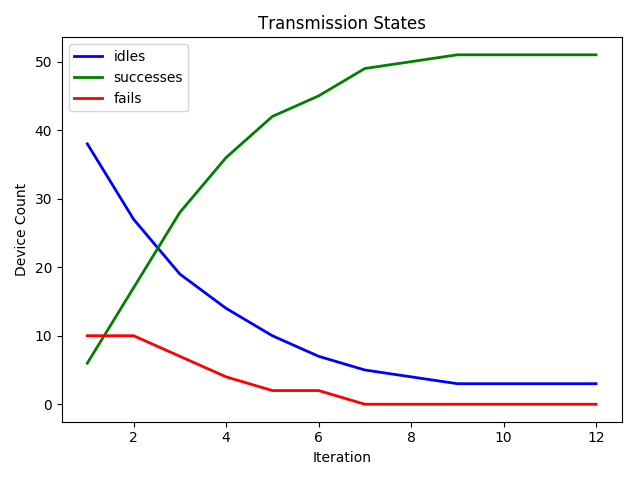 Transmission States
idles
successes
fails
Device Count
50
40
30
20
10
0
2 4 6 8 10 12
Iteration